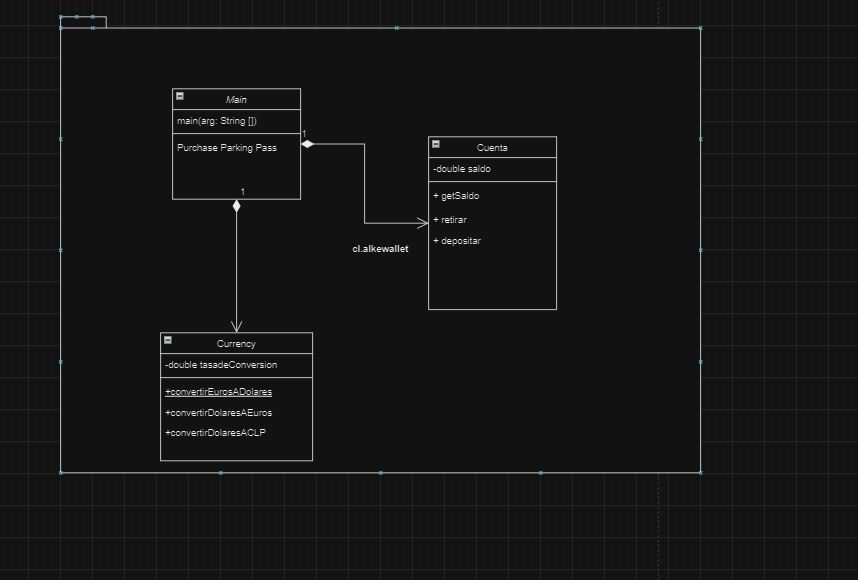 Main
main(arg: String [])
1
Purchase Parking Pass
1
Cuenta
-double saldo
+ getSaldo
+ retirar
+ depositar
cl.alkewallet
Currency
-double tasadeConversion
+convertirEurosADolares
+convertirDolaresAEuros
+convertirDolaresACLP